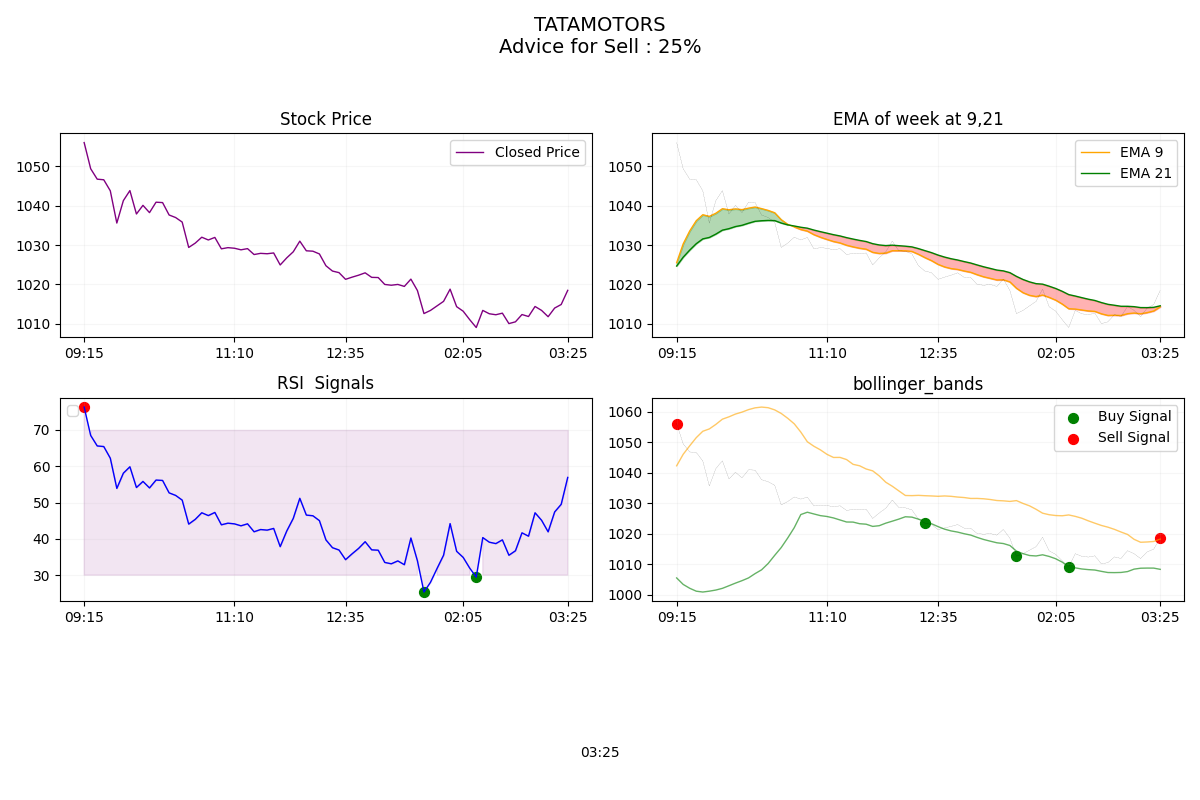 TATAMOTORS
Advice for Sell : 25%
Stock Price
Closed Price
1050
1040
1030
1020
1010
09:15 11:10 12:35 02:05 03:25
EMA of week at 9,21
EMA 9
EMA 21
1050
1040
1030
1020
1010
09:15 11:10 12:35 02:05 03:25
RSI  Signals
70
60
50
40
30
09:15 11:10 12:35 02:05 03:25
bollinger_bands
Buy Signal
Sell Signal
1060
1050
1040
1030
1020
1010
1000
09:15 11:10 12:35 02:05 03:25
03:25